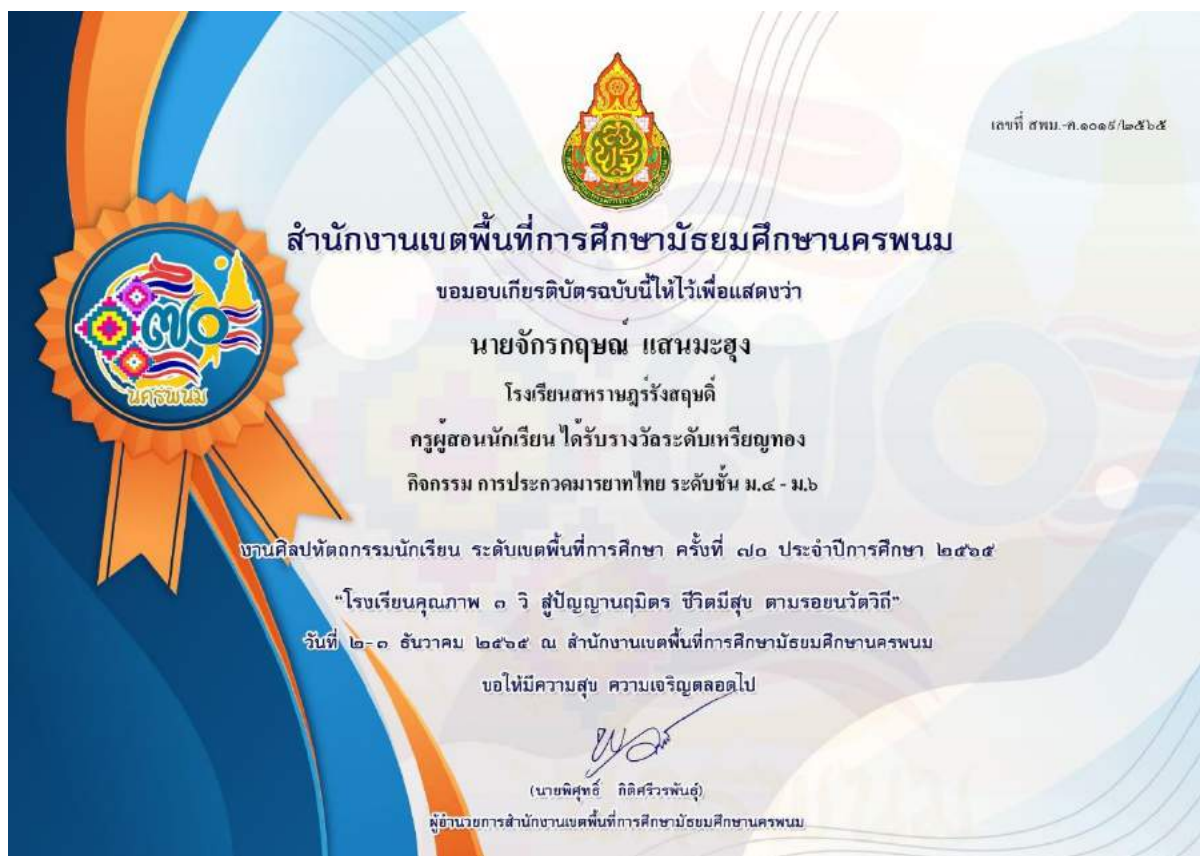 เลขที่ สพม.-ค.๑๐๑๙/๒๕๖๕
สำนักงานเขตพื้นที่การศึกษามัธยมศึกษานครพนม
ขอมอบเกียรติบัตรฉบับนี้ให้ไว้เพื่อแสดงว่า
นายจักรกฤษณ์ แสนมะฮุง
โรงเรียนสหราษฎร์รังสฤษดิ์
ครูผู้สอนนักเรียน ได้รับรางวัลระดับเหรียญทอง
กิจกรรม การประกวดมารยาทไทย ระดับชั้น ม.๔ - ม.๖
๗๐
นครพนม
งานศิลปหัตถกรรมนักเรียน ระดับเขตพื้นที่การศึกษา ครั้งที่ ๗๐ ประจำปีการศึกษา ๒๕๖๕
"โรงเรียนคุณภาพ ๓ วิ สู่ปัญญานฤมิตร ชีวิตมีสุข ตามรอยนวัตวิถี"
วันที่ ๒-๓ ธันวาคม ๒๕๖๕ ณ สำนักงานเขตพื้นที่การศึกษามัธยมศึกษานครพนม
ขอให้มีความสุข ความเจริญตลอดไป
(นายพิศุทธิ์ กิติศรีวรพันธุ์)
ผู้อำนวยการสำนักงานเขตพื้นที่การศึกษามัธยมศึกษานครพนม